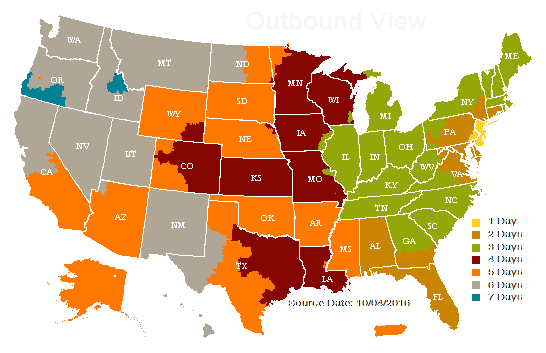 Outbound View
WA
MT
ND
MN
ME
OR
ID
SD
WI
NY
WY
MI
IA
PA
NE
NV
UT
IL
IN
OH
CO
CA
KS
MO
WV
VA
KY
NC
TN
AZ
NM
OK
AR
SC
MS
AL
GA
TX
LA
FL
1 Day
2 Days
3 Days
4 Days
5 Days
6 Days
7 Days
Source Date: 10/04/2016